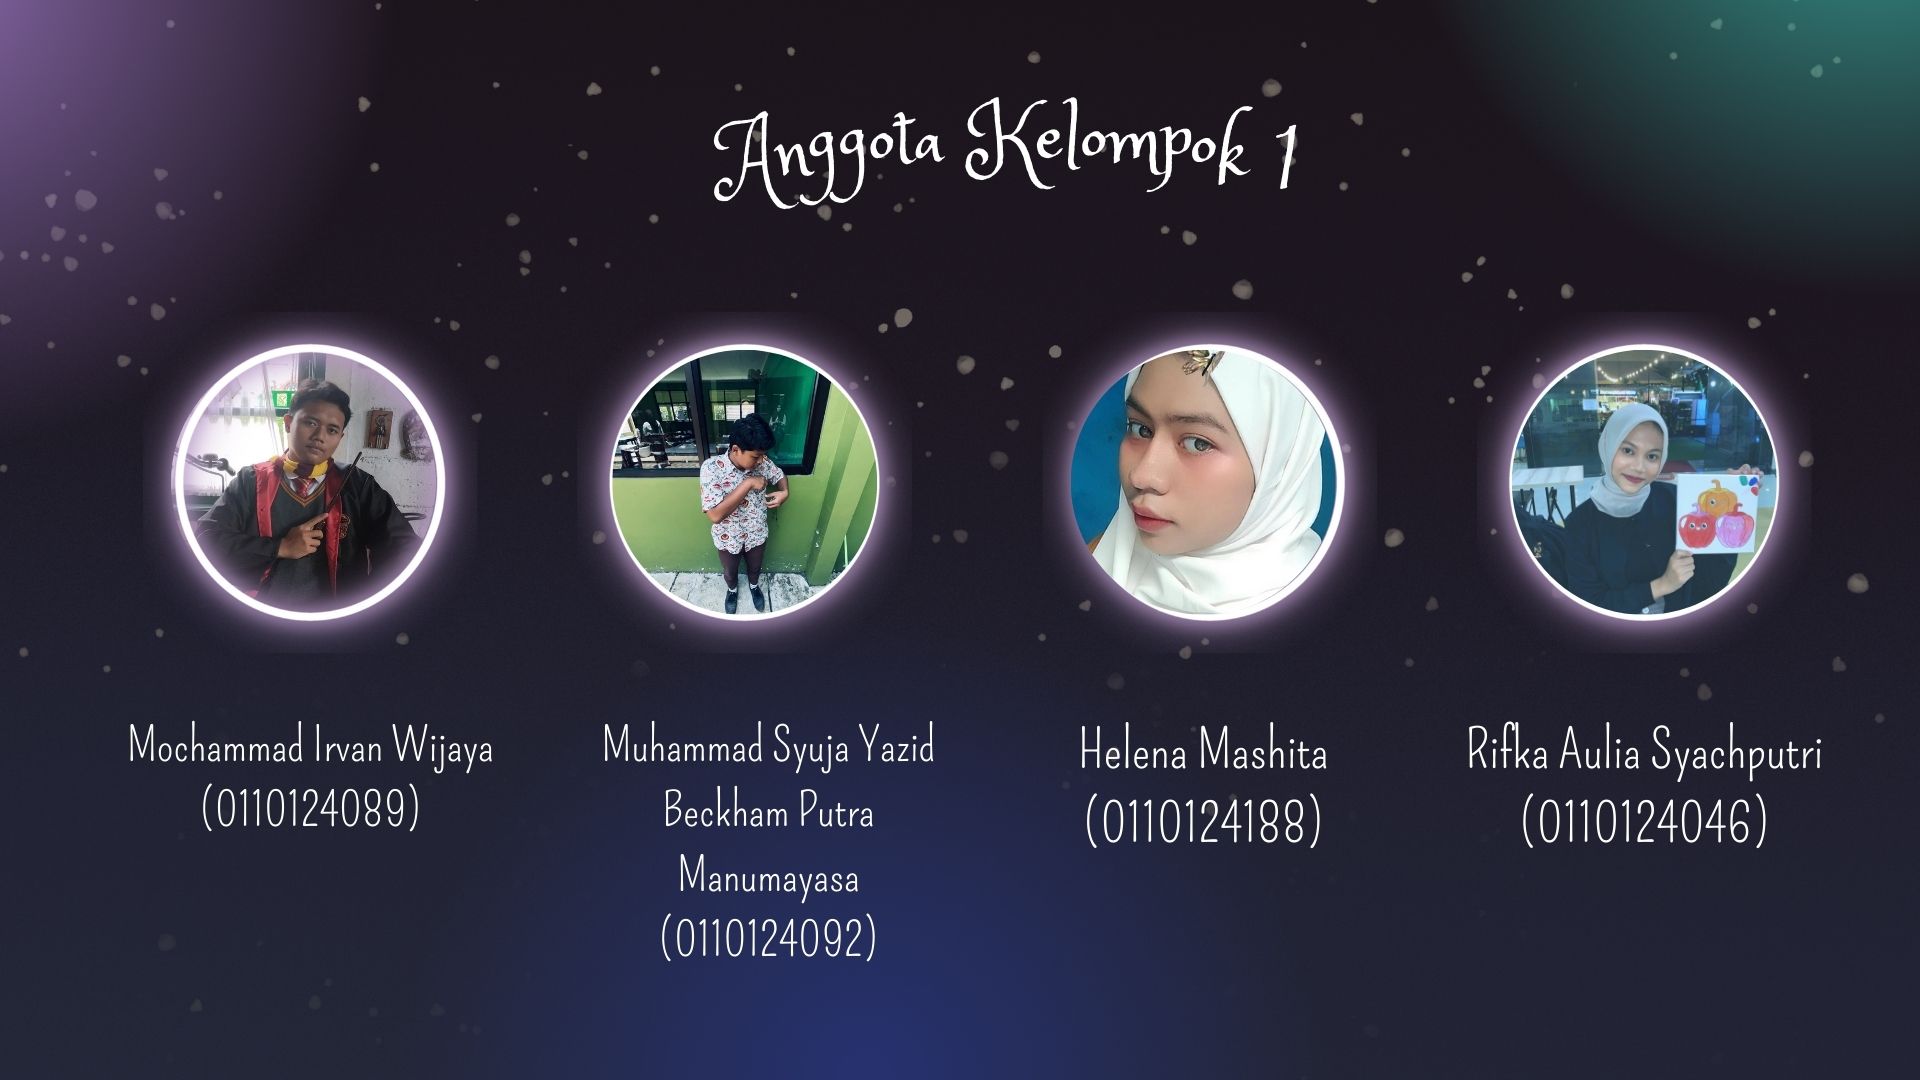 Anggota Kelompok 1
Mochammad Irvan Wijaya
(0110124089)
Muhammad Syuja Yazid
Beckham Putra
Manumayasa
(0110124092)
Helena Mashita
(0110124188)
Rifka Aulia Syachputri
(0110124046)